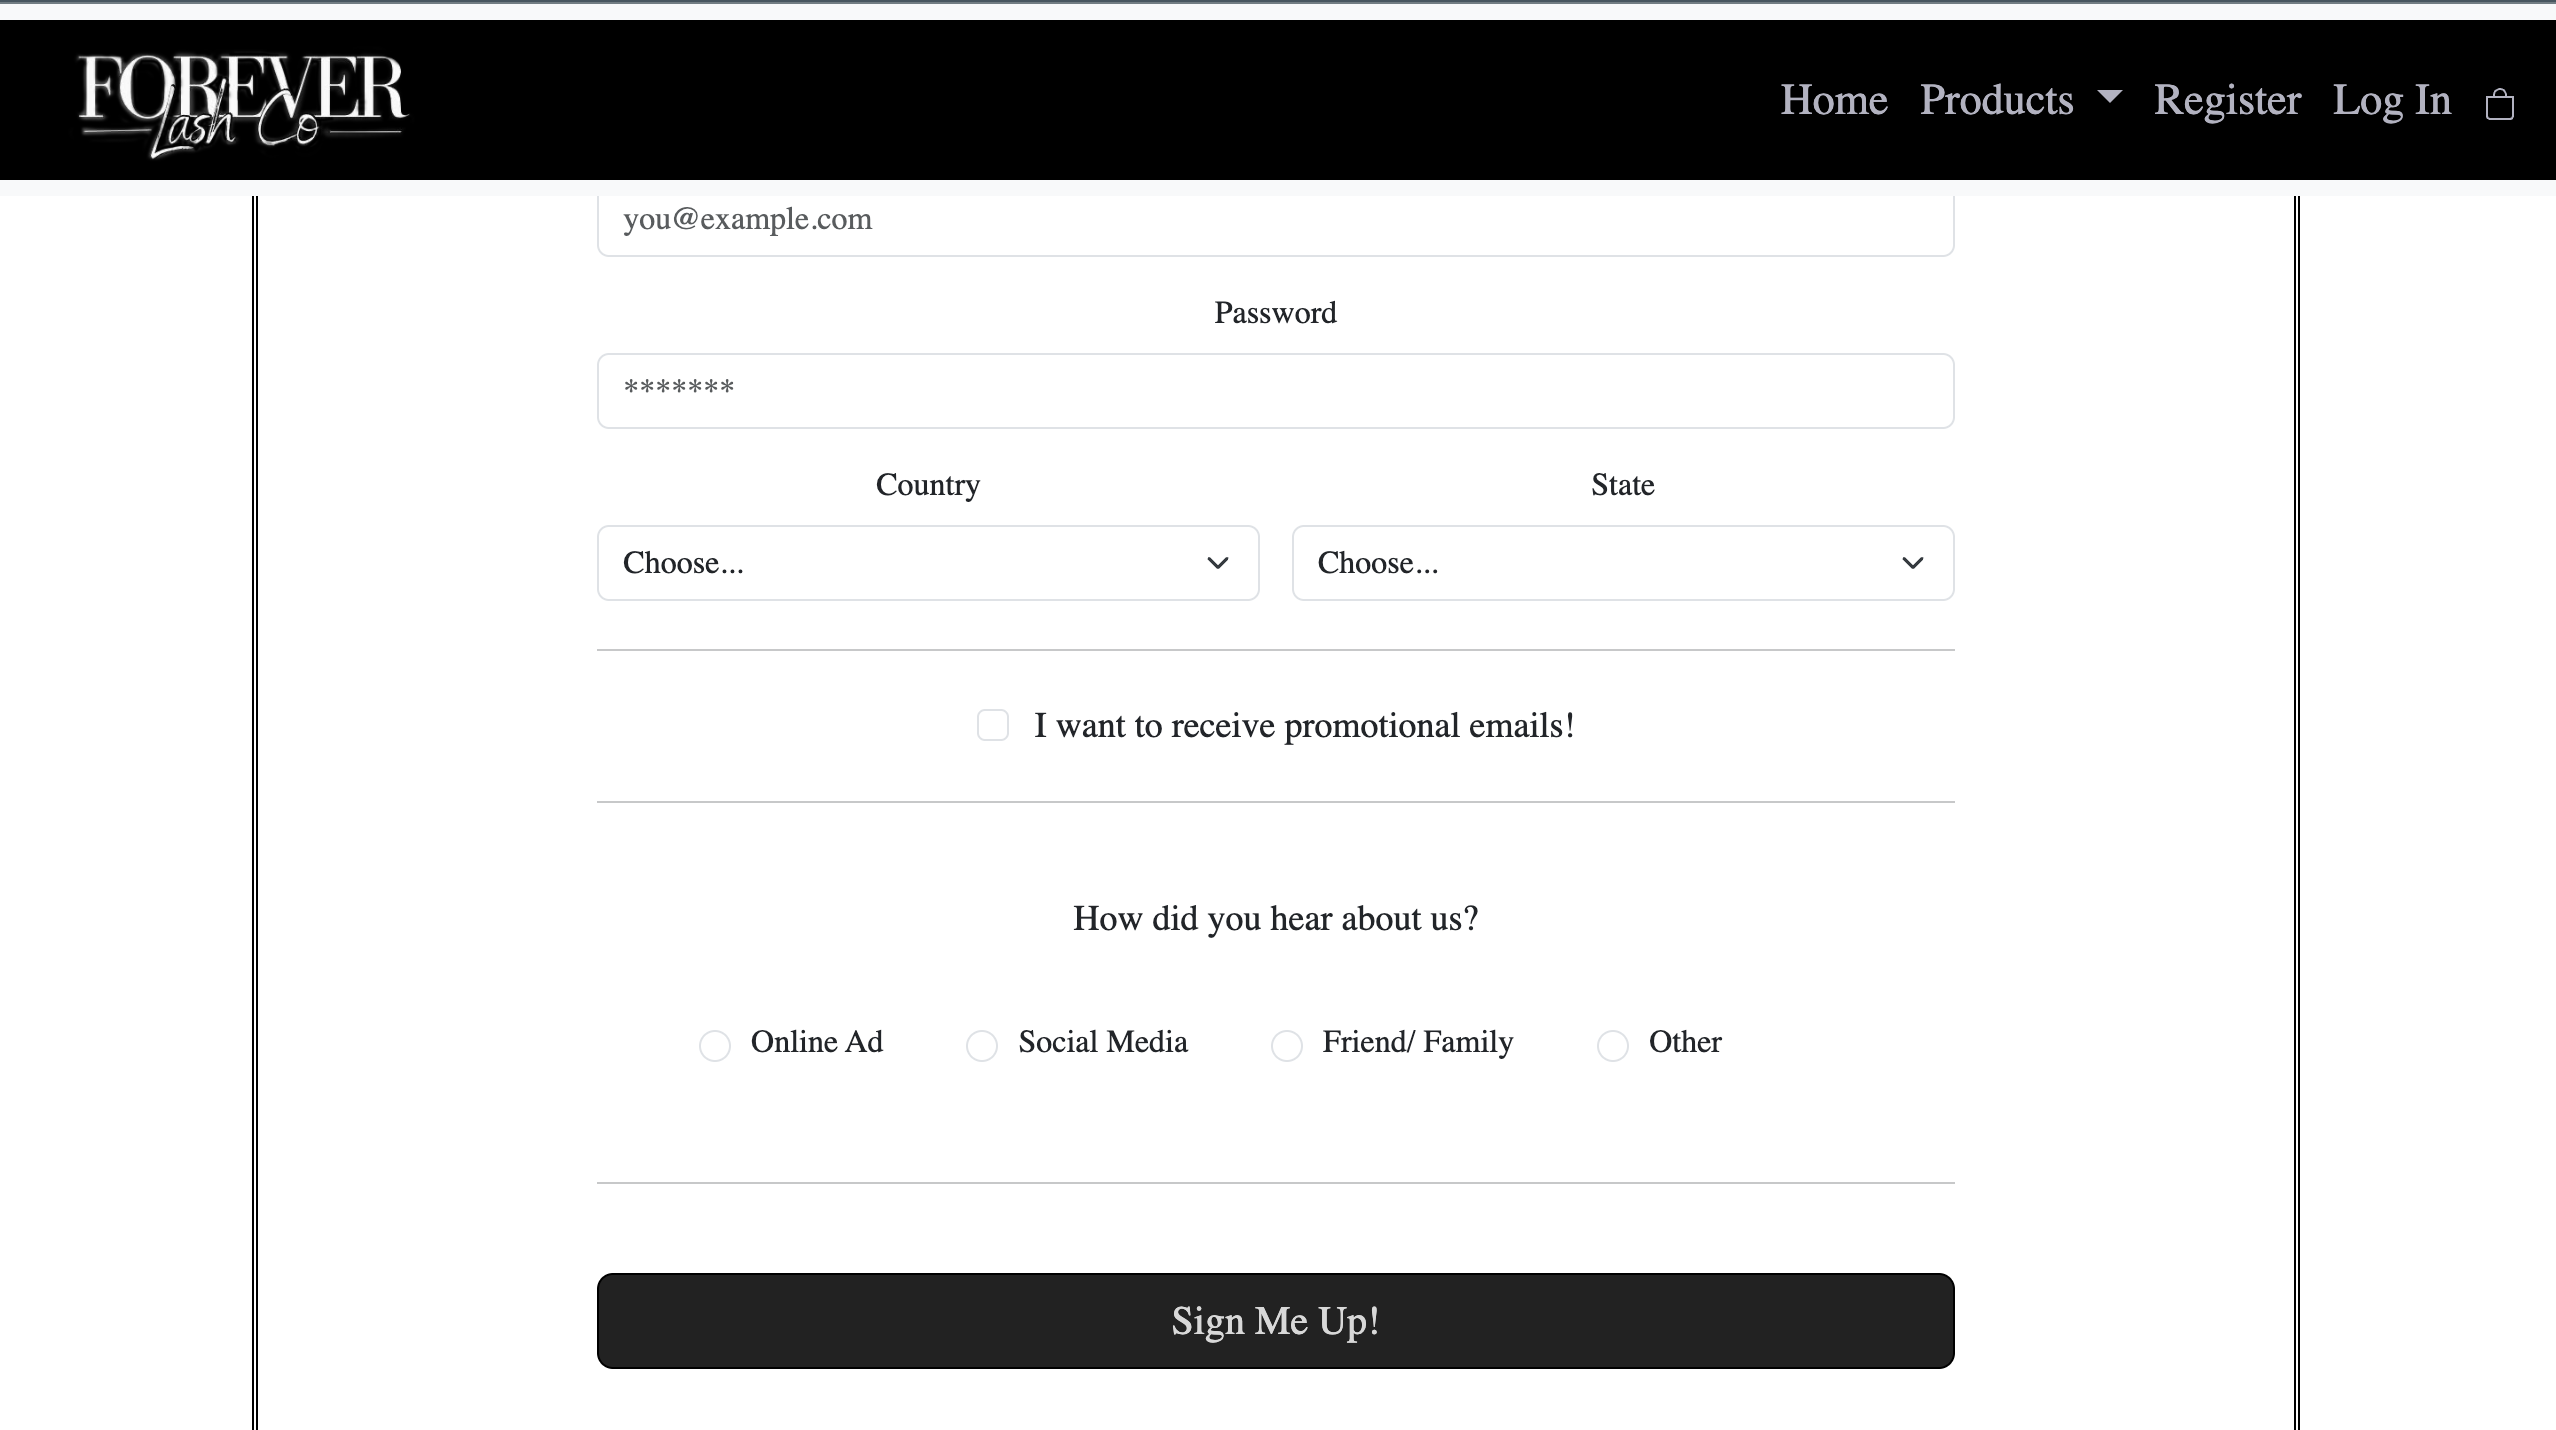 FOREVER
Lash Co
Home Products Register Log In
you@example.com
Password
*******
Country State
Choose... Choose...
I want to receive promotional emails!
How did you hear about us?
Online Ad Social Media Friend/ Family Other
Sign Me Up!